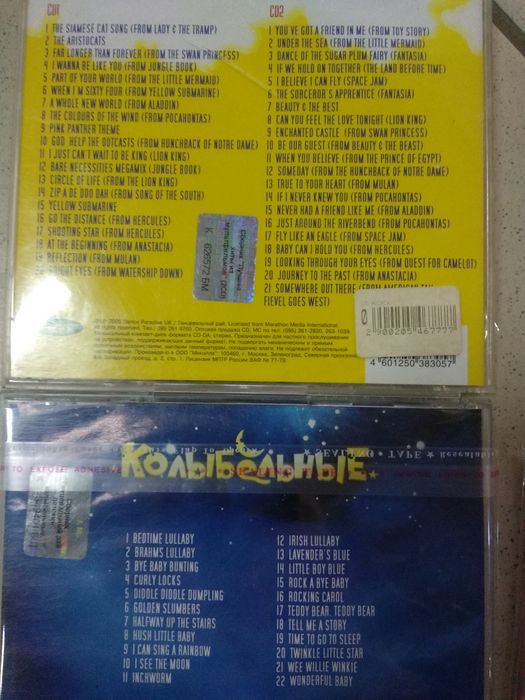 CD1
1 THE SIAMESE CAT SONG (FROM LADY & THE TRAMP)
2 THE ARISTOCATS
3 FAR LONGER THAN FOREVER (FROM THE SWAN PRINCESS)
4 I WANNA BE LIKE YOU (FROM JUNGLE BOOK)
5 PART OF YOUR WORLD (FROM THE LITTLE MERMAID)
6 WHEN I'M SIXTY FOUR (FROM YELLOW SUBMARINE)
7 A WHOLE NEW WORLD (FROM ALADDIN)
8 THE COLOURS OF THE WIND (FROM POCAHONTAS)
9 PINK PANTHER THEME
10 GOD HELP THE OUTCASTS (FROM HUNCHBACK OF NOTRE DAME)
11 I JUST CAN'T WAIT TO BE KING (LION KING)
12 BARE NECESSITIES MEGAMIX (JUNGLE BOOK)
13 CIRCLE OF LIFE (FROM THE LION KING)
14 ZIP A DE DOO DAH (FROM SONG OF THE SOUTH)
15 YELLOW SUBMARINE
16 GO THE DISTANCE (FROM HERCULES)
17 SHOOTING STAR (FROM HERCULES)
18 AT THE BEGINNING (FROM ANASTACIA)
19 REFLECTION (FROM MULAN)
20 BRIGHT EYES (FROM WATERSHIP DOWN)
CD2
1 YOU'VE GOT A FRIEND IN ME (FROM TOY STORY)
2 UNDER THE SEA (FROM THE LITTLE MERMAID)
3 DANCE OF THE SUGAR PLUM FAIRY (FANTASIA)
4 IF WE HOLD ON TOGETHER (THE LAND BEFORE TIME)
5 I BELIEVE I CAN FLY (SPACE JAM)
6 THE SORCEROR'S APPRENTICE (FANTASIA)
7 BEAUTY & THE BEST
8 CAN YOU FEEL THE LOVE TONIGHT (LION KING)
9 ENCHANTED CASTLE (FROM SWAN PRINCESS)
10 BE OUR GUEST (FROM BEAUTY & THE BEAST)
11 WHEN YOU BELIEVE (FROM THE PRINCE OF EGYPT)
12 SOMEDAY (FROM THE HUNCHBACK OF NOTRE DAME)
13 TRUE TO YOUR HEART (FROM MULAN)
14 IF I NEVER KNEW YOU (FROM POCAHONTAS)
15 NEVER HAD A FRIEND LIKE ME (FROM ALADDIN)
16 JUST AROUND THE RIVERBEND (FROM POCAHONTAS)
17 FLY LIKE AN EAGLE (FROM SPACE JAM)
18 BABY CAN I HOLD YOU (FROM HERCULES)
19 LOOKING THROUGH YOUR EYES (FROM QUEST FOR CAMELOT)
20 JOURNEY TO THE PAST (FROM ANASTACIA)
21 SOMEWHERE OUT THERE (FROM AMERICAN
FIEVEL GOES WEST)
К 626572 БМ
2 900205 467777
4 601250 383057
SEALING • TAPE ★ Resealable
TO EXPOSE ADHESIVE
КОЛЫБЕЛЬНЫЕ
1 BEDTIME LULLABY
2 BRAHMS LULLABY
3 BYE BABY BUNTING
4 CURLY LOCKS
5 DIDDLE DIDDLE DUMPLING
6 GOLDEN SLUMBERS
7 HALFWAY UP THE STAIRS
8 HUSH LITTLE BABY
9 I CAN SING A RAINBOW
10 I SEE THE MOON
11 INCHWORM
12 IRISH LULLABY
13 LAVENDER'S BLUE
14 LITTLE BOY BLUE
15 ROCK A BYE BABY
16 ROCKING CAROL
17 TEDDY BEAR, TEDDY BEAR
18 TELL ME A STORY
19 TIME TO GO TO SLEEP
20 TWINKLE LITTLE STAR
21 WEE WILLIE WINKIE
22 WONDERFUL BABY